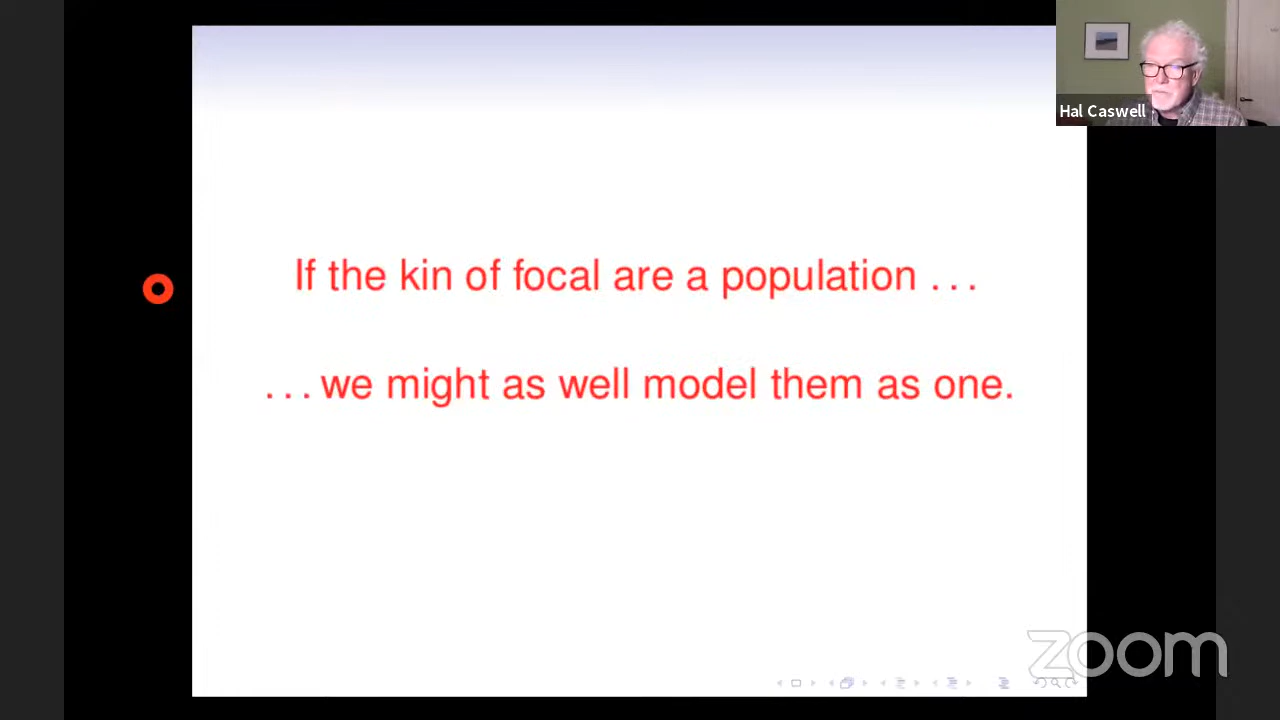 Hal Caswell
If the kin of focal are a population . . .
. . . we might as well model them as one.
zoom